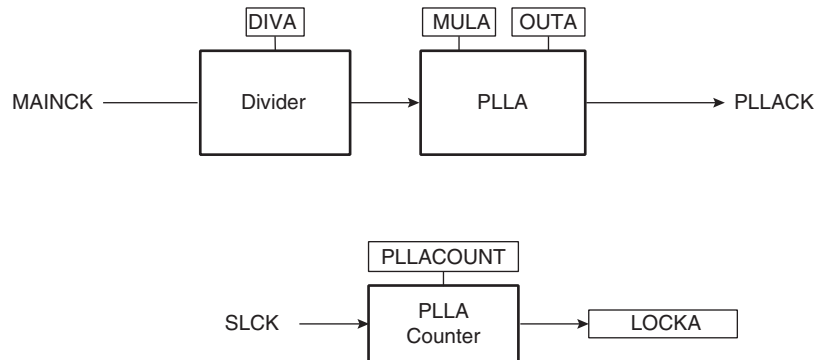 DIVA
MULA
OUTA
MAINCK
Divider
PLLA
PLLACK
PLLACOUNT
SLCK
PLLA
Counter
LOCKA